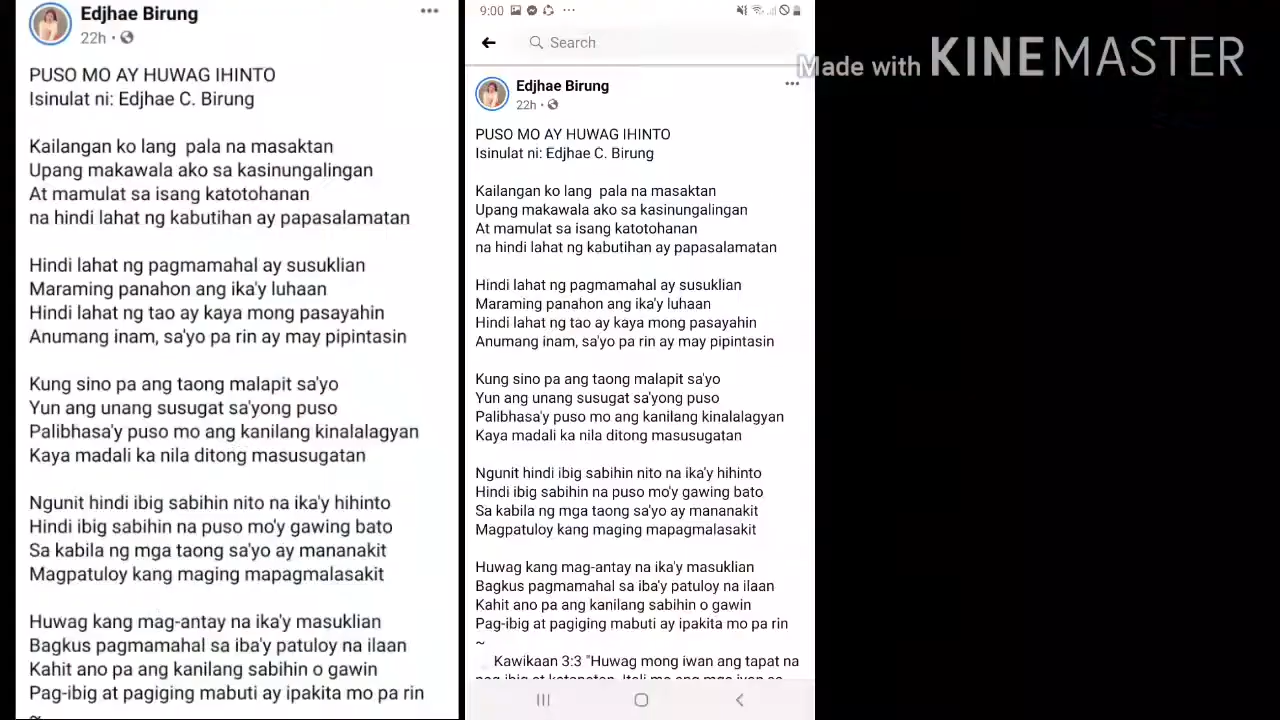 Edjhae Birung
22h
PUSO MO AY HUWAG IHINTO
Isinulat ni: Edjhae C. Birung
Kailangan ko lang pala na masaktan
Upang makawala ako sa kasinungalingan
At mamulat sa isang katotohanan
na hindi lahat ng kabutihan ay papasalamatan
Hindi lahat ng pagmamahal ay susuklian
Maraming panahon ang ika'y luhaan
Hindi lahat ng tao ay kaya mong pasayahin
Anumang inam, sa'yo pa rin ay may pipintasin
Kung sino pa ang taong malapit sa'yo
Yun ang unang susugat sa'yong puso
Palibhasa'y puso mo ang kanilang kinalalagyan
Kaya madali ka nila ditong masusugatan
Ngunit hindi ibig sabihin nito na ika'y hihinto
Hindi ibig sabihin na puso mo'y gawing bato
Sa kabila ng mga taong sa'yo ay mananakit
Magpatuloy kang maging mapagmalasakit
Huwag kang mag-antay na ika'y masuklian
Bagkus pagmamahal sa iba'y patuloy na ilaan
Kahit ano pa ang kanilang sabihin o gawin
Pag-ibig at pagiging mabuti ay ipakita mo pa rin
~
9:00
Search
Edjhae Birung
22h
PUSO MO AY HUWAG IHINTO
Isinulat ni: Edjhae C. Birung
Kailangan ko lang pala na masaktan
Upang makawala ako sa kasinungalingan
At mamulat sa isang katotohanan
na hindi lahat ng kabutihan ay papasalamatan
Hindi lahat ng pagmamahal ay susuklian
Maraming panahon ang ika'y luhaan
Hindi lahat ng tao ay kaya mong pasayahin
Anumang inam, sa'yo pa rin ay may pipintasin
Kung sino pa ang taong malapit sa'yo
Yun ang unang susugat sa'yong puso
Palibhasa'y puso mo ang kanilang kinalalagyan
Kaya madali ka nila ditong masusugatan
Ngunit hindi ibig sabihin nito na ika'y hihinto
Hindi ibig sabihin na puso mo'y gawing bato
Sa kabila ng mga taong sa'yo ay mananakit
Magpatuloy kang maging mapagmalasakit
Huwag kang mag-antay na ika'y masuklian
Bagkus pagmamahal sa iba'y patuloy na ilaan
Kahit ano pa ang kanilang sabihin o gawin
Pag-ibig at pagiging mabuti ay ipakita mo pa rin
~
Kawikaan 3:3 "Huwag mong iwan ang tapat na
Made with KINEMASTER